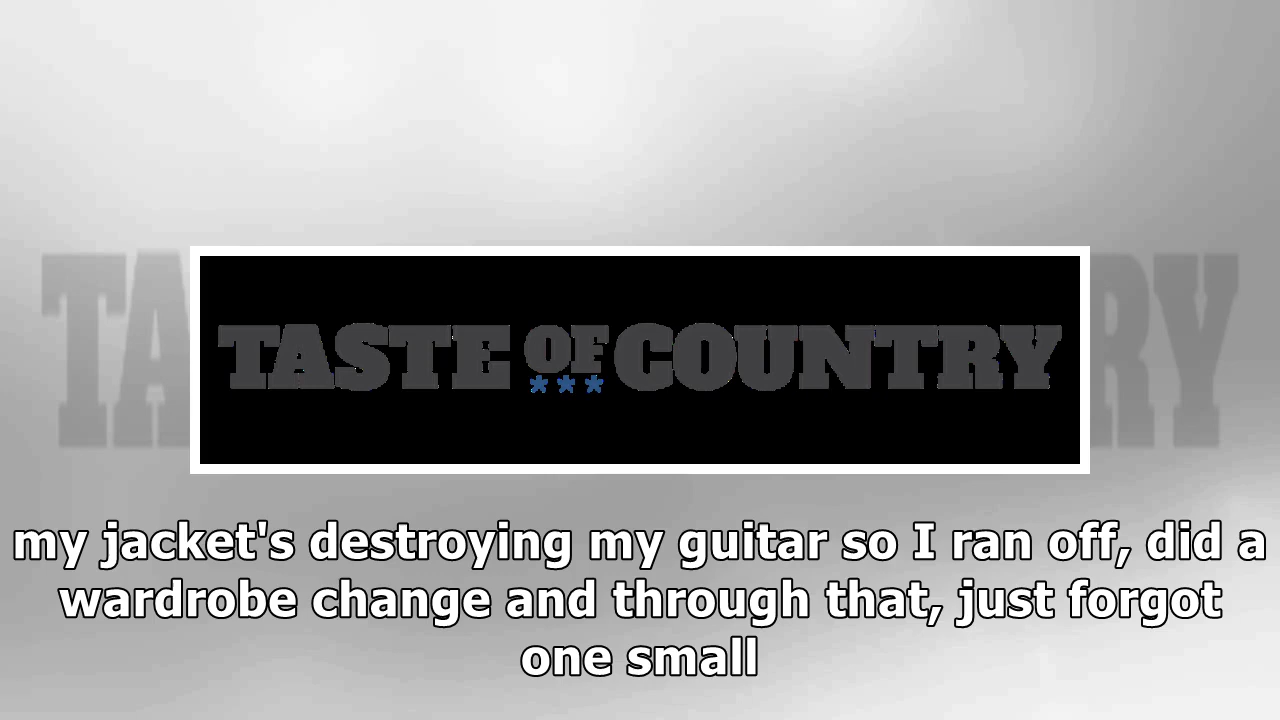 TASTE OF COUNTRY
my jacket's destroying my guitar so I ran off, did a
wardrobe change and through that, just forgot
one small